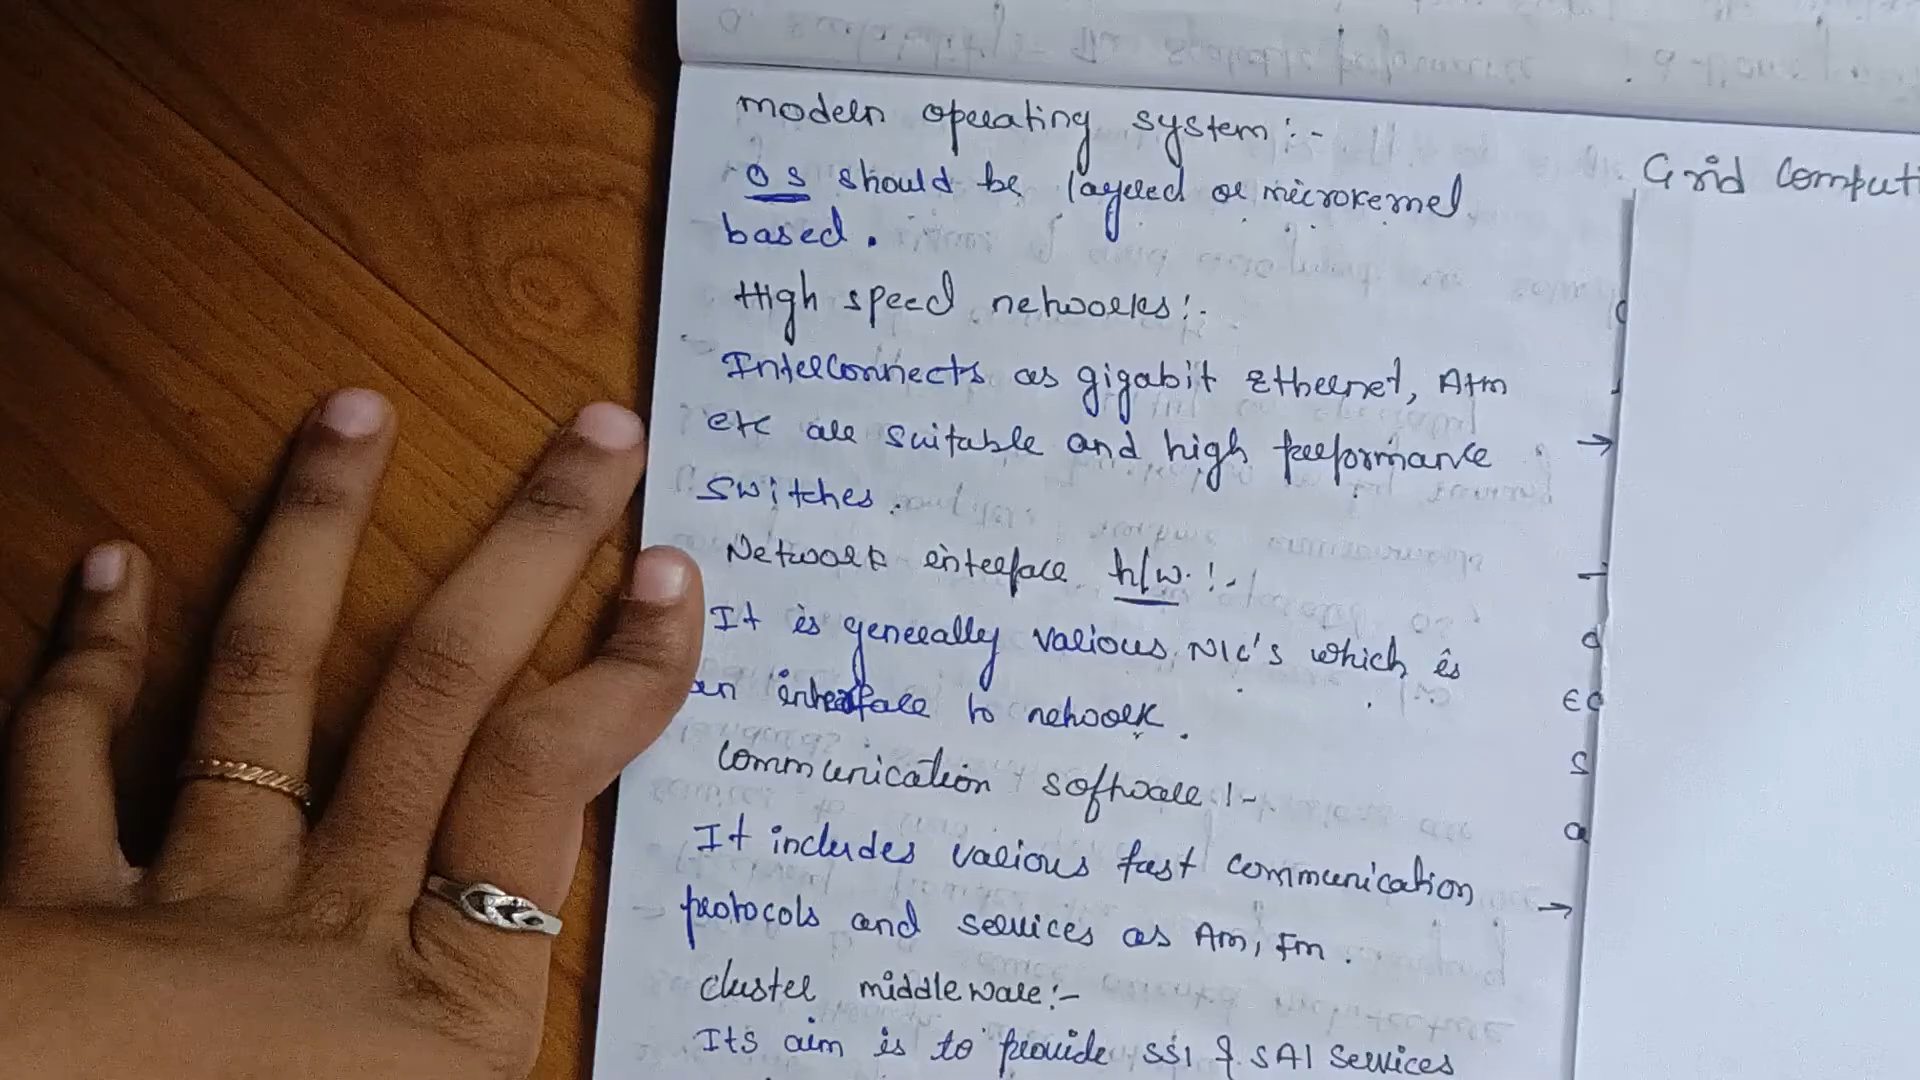 modern operating system :-
OS should be layered or microkernel
based.
High speed networks :-
Interconnects as gigabit Ethernet, Atm
etc are suitable and high performance
switches.
Network interface h/w. :-
It is generally various NIC's which is
an interface to network.
Communication software :-
It includes various fast communication
protocols and services as Am, Fm.
cluster middleware :-
Its aim is to provide SSI & SAI services
Grid Computi